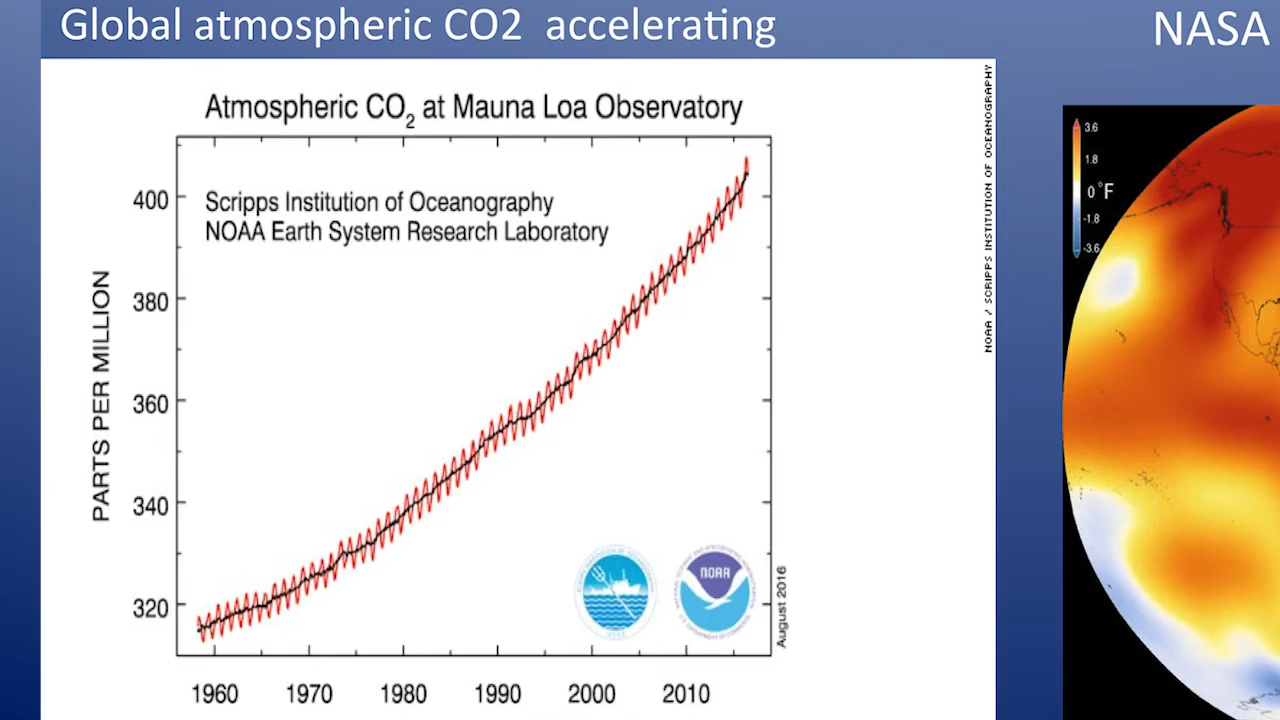 Global atmospheric CO2 accelerating
NASA
Atmospheric CO2 at Mauna Loa Observatory
Scripps Institution of Oceanography
NOAA Earth System Research Laboratory
PARTS PER MILLION
400
380
360
340
320
1960 1970 1980 1990 2000 2010
NOAA
August 2016
NOAA / SCRIPPS INSTITUTION OF OCEANOGRAPHY
3.6
1.8
0 °F
-1.8
-3.6